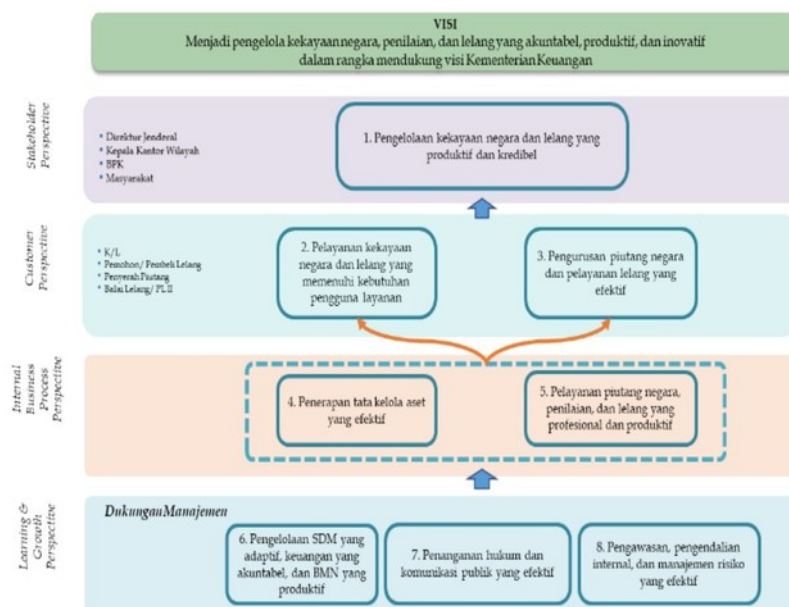 VISI
Menjadi pengelola kekayaan negara, penilaian, dan lelang yang akuntabel, produktif, dan inovatif
dalam rangka mendukung visi Kementerian Keuangan
Stakeholder
Perspective
Direktur Jenderal
Kepala Kantor Wilayah
BPK
Masyarakat
1. Pengelolaan kekayaan negara dan lelang yang
produktif dan kredibel
Customer
Perspective
K/L
Pemohon/ Pembeli Lelang
Penyerah Piutang
Balai Lelang/ PL II
2. Pelayanan kekayaan
negara dan lelang yang
memenuhi kebutuhan
pengguna layanan
3. Pengurusan piutang negara
dan pelayanan lelang yang
efektif
Internal
Business
Process
Perspective
4. Penerapan tata kelola aset
yang efektif
5. Pelayanan piutang negara,
penilaian, dan lelang yang
profesional dan produktif
Learning &
Growth
Perspective
Dukungan Manajemen
6. Pengelolaan SDM yang
adaptif, keuangan yang
akuntabel, dan BMN yang
produktif
7. Penanganan hukum dan
komunikasi publik yang efektif
8. Pengawasan, pengendalian
internal, dan manajemen risiko
yang efektif